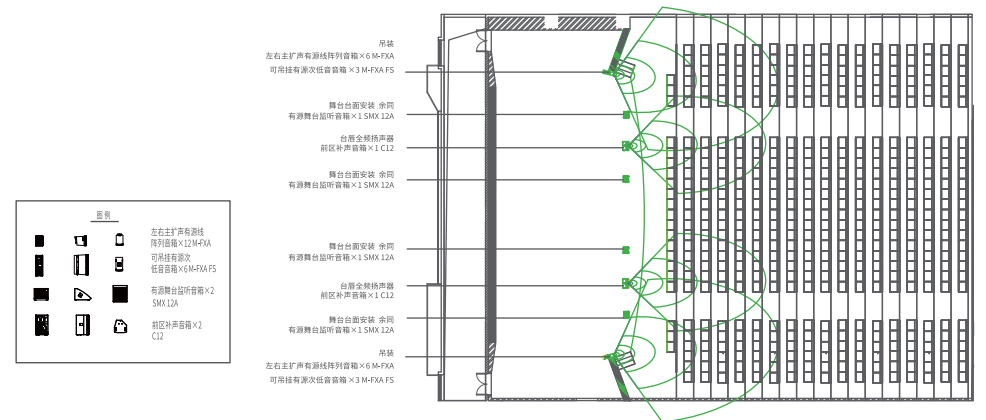 吊装
左右主扩声有源线阵列音箱×6 M-FXA
可吊挂有源次低音音箱×3 M-FXA FS
舞台台面安装 余同
有源舞台监听音箱×1 SMX 12A
台唇全频扬声器
前区补声音箱×1 C12
舞台台面安装 余同
有源舞台监听音箱×1 SMX 12A
舞台台面安装 余同
有源舞台监听音箱×1 SMX 12A
台唇全频扬声器
前区补声音箱×1 C12
舞台台面安装 余同
有源舞台监听音箱×1 SMX 12A
吊装
左右主扩声有源线阵列音箱×6 M-FXA
可吊挂有源次低音音箱×3 M-FXA FS
图例
左右主扩声有源线
阵列音箱×12 M-FXA
可吊挂有源次
低音音箱×6 M-FXA FS
有源舞台监听音箱×2
SMX 12A
前区补声音箱×2
C12